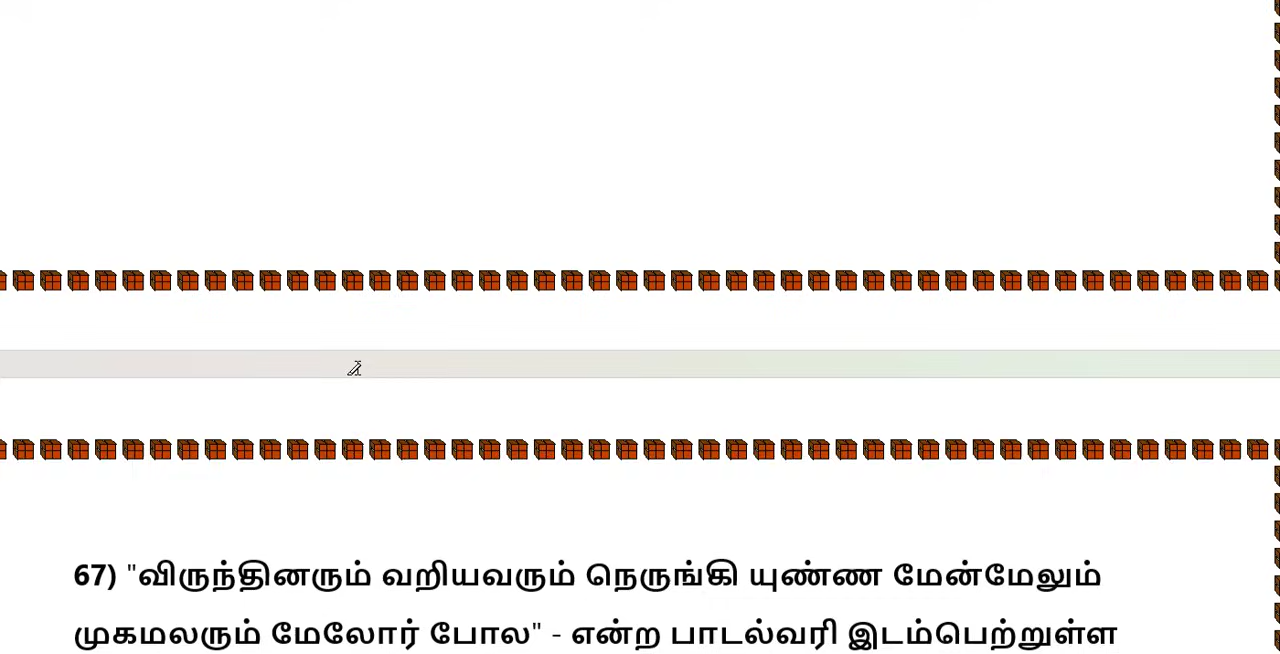 67) "விருந்தினரும் வறியவரும் நெருங்கி யுண்ண மேன்மேலும்
முகமலரும் மேலோர் போல" - என்ற பாடல்வரி இடம்பெற்றுள்ள